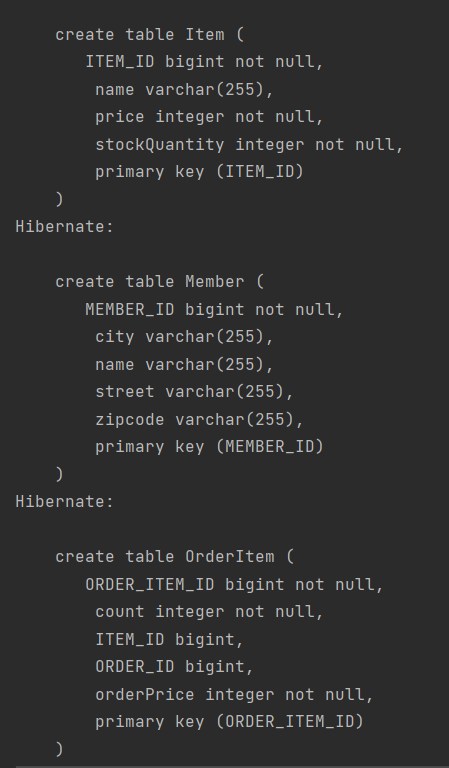 create table Item (
ITEM_ID bigint not null,
name varchar(255),
price integer not null,
stockQuantity integer not null,
primary key (ITEM_ID)
)
Hibernate:
create table Member (
MEMBER_ID bigint not null,
city varchar(255),
name varchar(255),
street varchar(255),
zipcode varchar(255),
primary key (MEMBER_ID)
)
Hibernate:
create table OrderItem (
ORDER_ITEM_ID bigint not null,
count integer not null,
ITEM_ID bigint,
ORDER_ID bigint,
orderPrice integer not null,
primary key (ORDER_ITEM_ID)
)